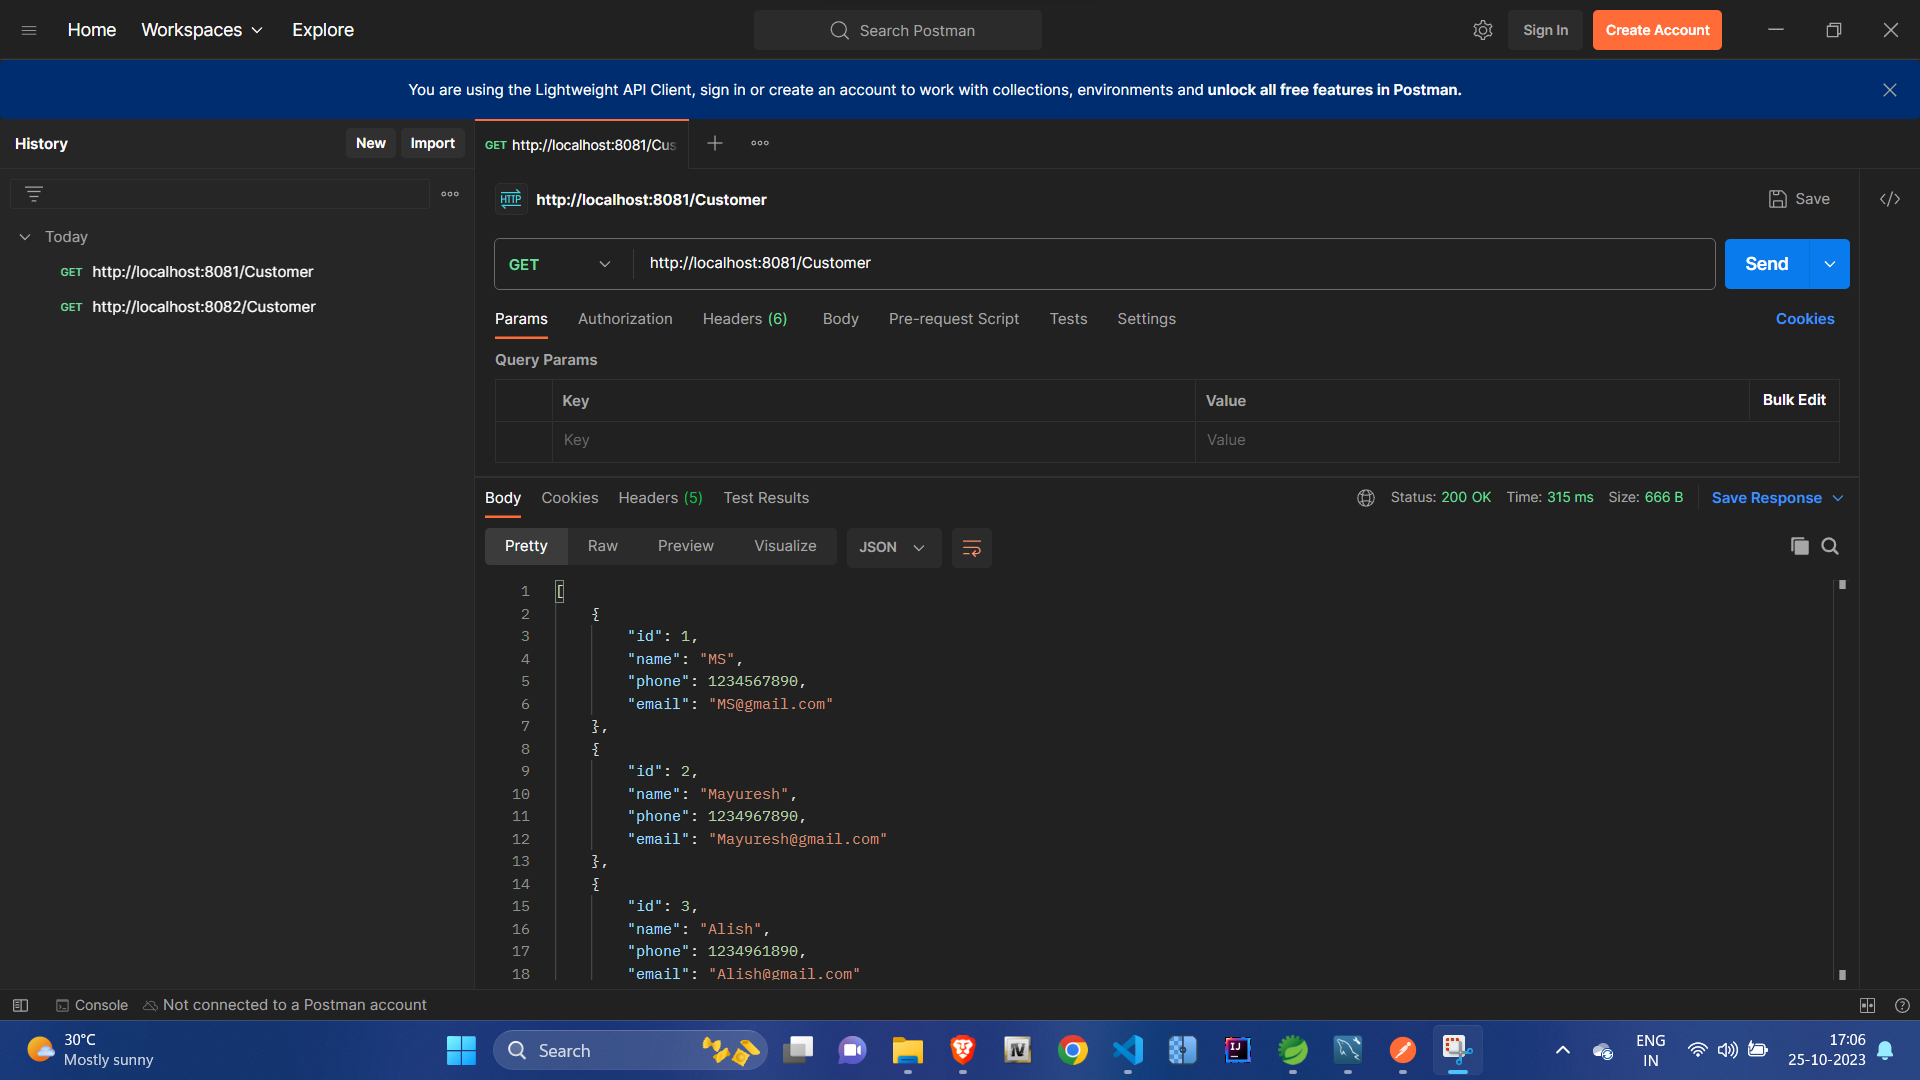 Home Workspaces Explore Search Postman Sign In Create Account
You are using the Lightweight API Client, sign in or create an account to work with collections, environments and unlock all free features in Postman.
History New Import GET http://localhost:8081/Cus
HTTP http://localhost:8081/Customer Save
Today
GET http://localhost:8081/Customer
GET http://localhost:8082/Customer
GET http://localhost:8081/Customer Send
Params Authorization Headers (6) Body Pre-request Script Tests Settings Cookies
Query Params
Key Value Bulk Edit
Key Value
Body Cookies Headers (5) Test Results Status: 200 OK Time: 315 ms Size: 666 B Save Response
Pretty Raw Preview Visualize JSON
1 [
2 {
3 "id": 1,
4 "name": "MS",
5 "phone": 1234567890,
6 "email": "MS@gmail.com"
7 },
8 {
9 "id": 2,
10 "name": "Mayuresh",
11 "phone": 1234967890,
12 "email": "Mayuresh@gmail.com"
13 },
14 {
15 "id": 3,
16 "name": "Alish",
17 "phone": 1234961890,
18 "email": "Alish@gmail.com"
Console Not connected to a Postman account
30°C
Mostly sunny
Search
IJ
ENG
IN
17:06
25-10-2023